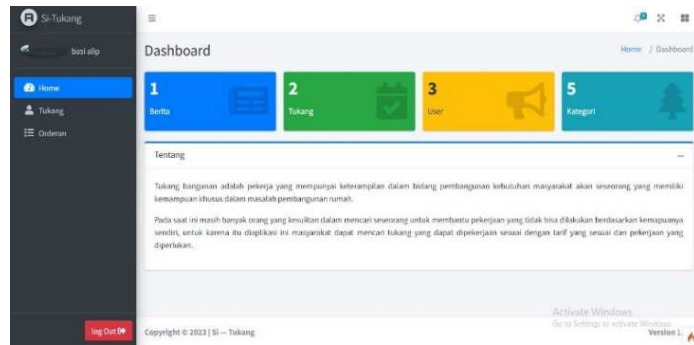 Si-Tukang
basi alip
Home
Tukang
Orderan
log Out
Dashboard
Home / Dashboard
1
Berita
2
Tukang
3
User
5
Kategori
Tentang
Tukang bangunan adalah pekerja yang mempunyai keterampilan dalam bidang pembangunan kebutuhan masyarakat akan seseorang yang memiliki
kemampuan khusus dalam masalah pembangunan rumah.
Pada saat ini masih banyak orang yang kesulitan dalam mencari seseorang untuk membantu pekerjaan yang tidak bisa dilakukan berdasarkan kemapuanya
sendiri, untuk karena itu diaplikasi ini masyarakat dapat mencari tukang yang dapat dipekerjaan sesuai dengan tarif yang sesuai dan pekerjaan yang
diperlukan.
Activate Windows
Go to Settings to activate Windows.
Copyright © 2023 | Si — Tukang
Version 1.